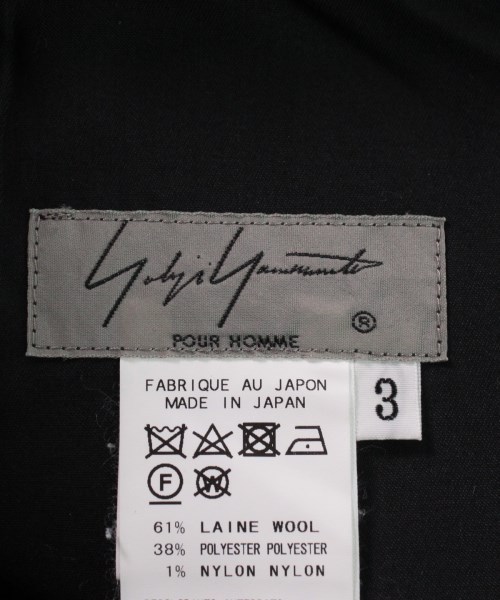 Yohji Yamamoto
®
POUR HOMME
3
FABRIQUE AU JAPON
MADE IN JAPAN
F W
61% LAINE WOOL
38% POLYESTER POLYESTER
1% NYLON NYLON